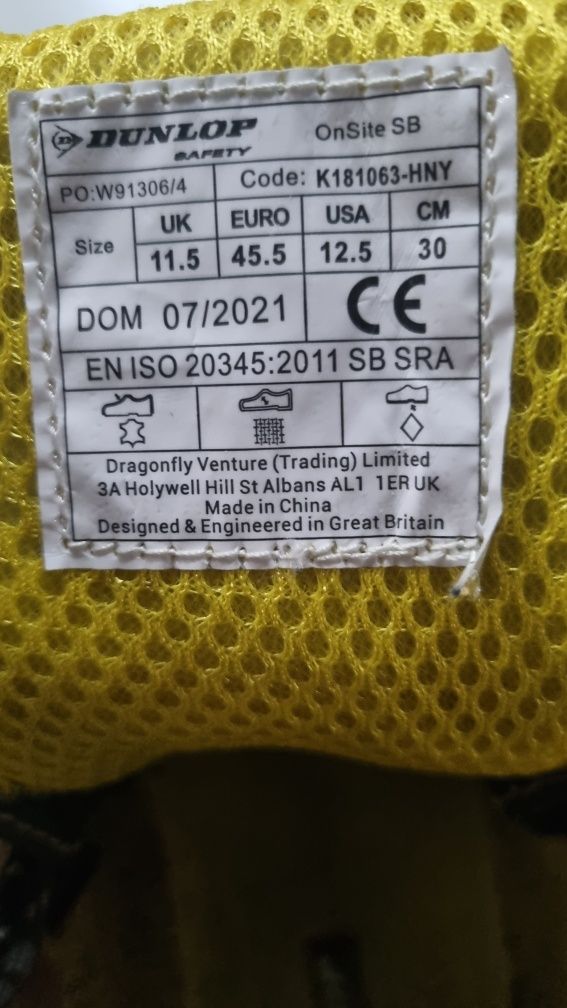 DUNLOP SAFETY OnSite SB
PO:W91306/4 Code: K181063-HNY
Size UK EURO USA CM
11.5 45.5 12.5 30
DOM 07/2021 CE
EN ISO 20345:2011 SB SRA
Dragonfly Venture (Trading) Limited
3A Holywell Hill St Albans AL1 1ER UK
Made in China
Designed & Engineered in Great Britain